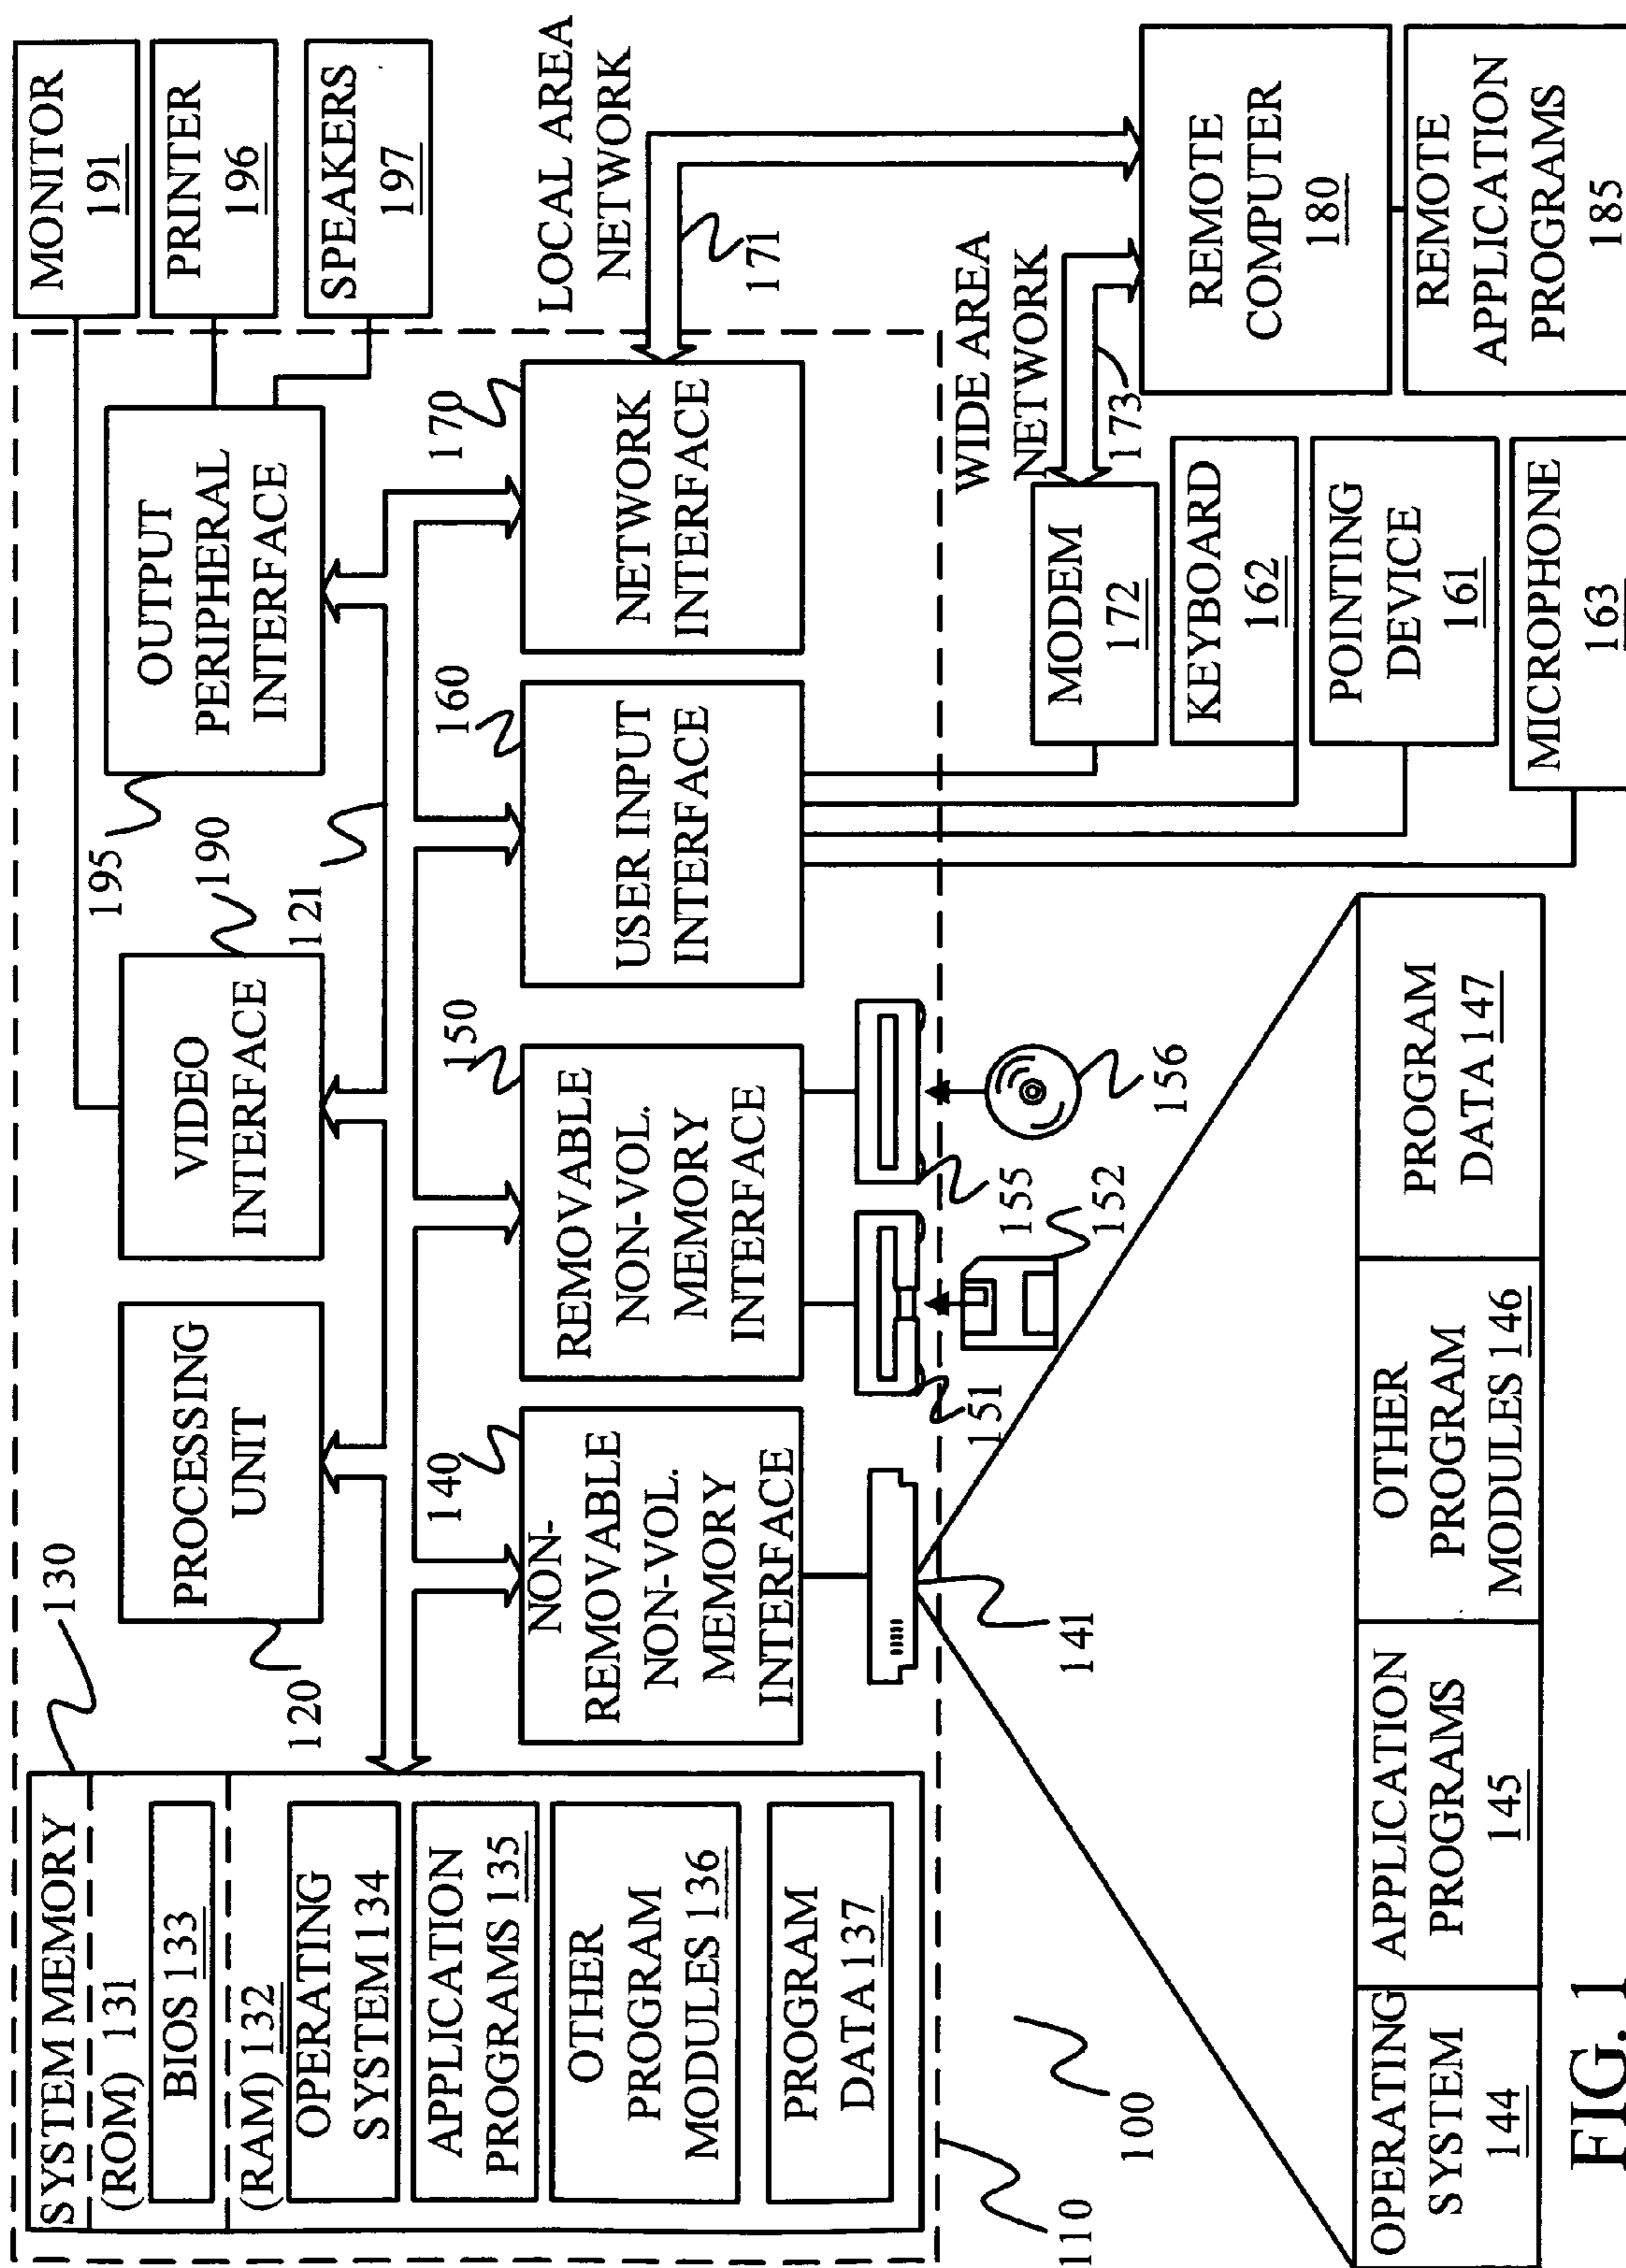 SYSTEM MEMORY
(ROM) 131
BIOS 133
(RAM) 132
OPERATING
SYSTEM 134
APPLICATION
PROGRAMS 135
OTHER
PROGRAM
MODULES 136
PROGRAM
DATA 137
130
PROCESSING
UNIT
120
VIDEO
INTERFACE
190
121
OUTPUT
PERIPHERAL
INTERFACE
195
MONITOR
191
PRINTER
196
SPEAKERS
197
NON-
REMOVABLE
NON-VOL.
MEMORY
INTERFACE
140
REMOVABLE
NON-VOL.
MEMORY
INTERFACE
150
USER INPUT
INTERFACE
160
NETWORK
INTERFACE
170
LOCAL AREA
NETWORK
171
141
151
152
155
156
WIDE AREA
NETWORK
173
MODEM
172
KEYBOARD
162
POINTING
DEVICE
161
MICROPHONE
163
REMOTE
COMPUTER
180
REMOTE
APPLICATION
PROGRAMS
185
110
100
OPERATING
SYSTEM
144
APPLICATION
PROGRAMS
145
OTHER
PROGRAM
MODULES 146
PROGRAM
DATA 147
FIG. 1